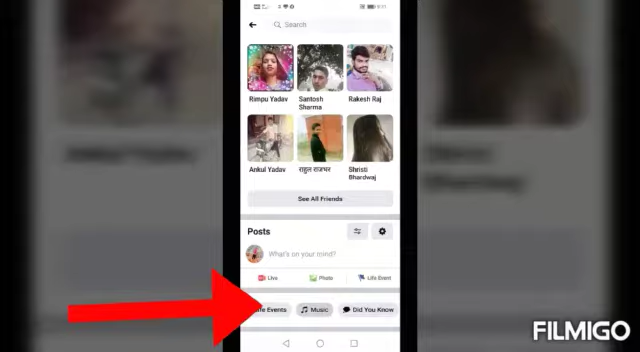 Search
Rimpu Yadav
Santosh Sharma
Rakesh Raj
Ankul Yadav
राहुल राजभर
Shristi Bhardwaj
See All Friends
Posts
What's on your mind?
Live
Photo
Life Event
Events
Music
Did You Know
FILMIGO